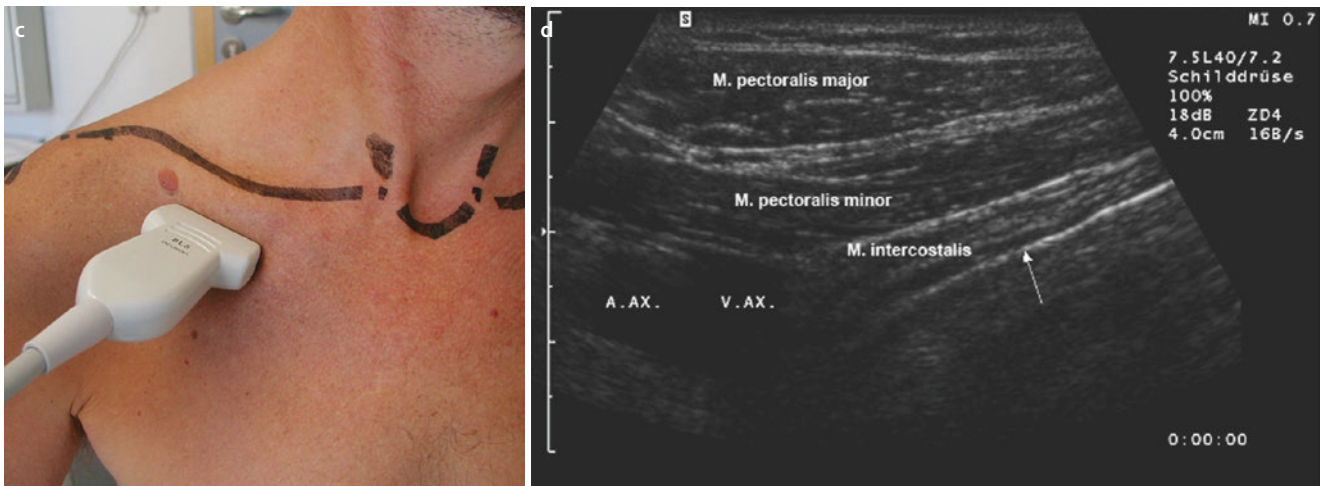 c
d
S
MI 0.7
7.5L40/7.2
Schilddrüse
100%
18dB ZD4
4.0cm 16B/s
M. pectoralis major
M. pectoralis minor
M. intercostalis
A.AX. V.AX.
0:00:00